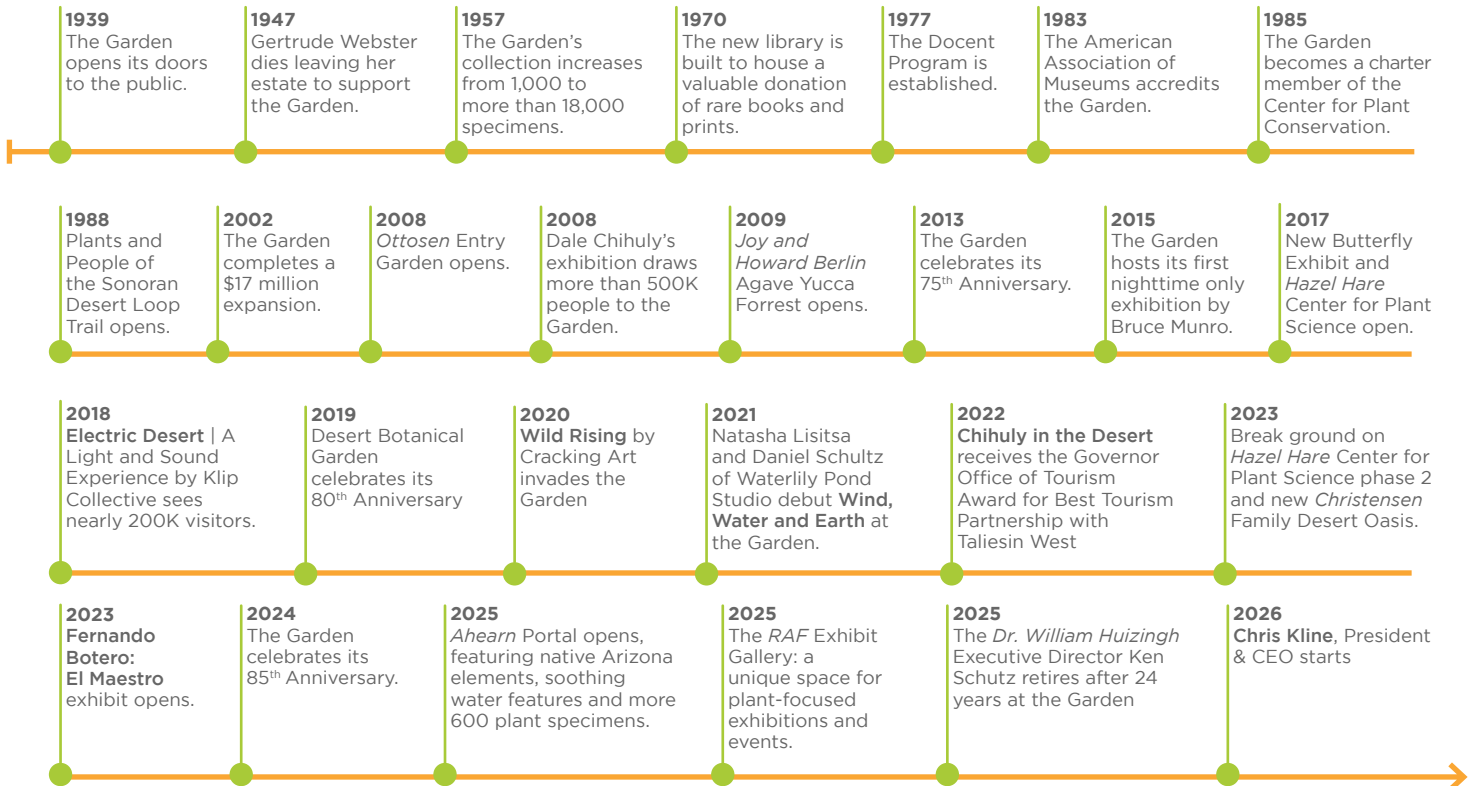 1939
The Garden
opens its doors
to the public.
1947
Gertrude Webster
dies leaving her
estate to support
the Garden.
1957
The Garden's
collection increases
from 1,000 to
more than 18,000
specimens.
1970
The new library is
built to house a
valuable donation
of rare books and
prints.
1977
The Docent
Program is
established.
1983
The American
Association of
Museums accredits
the Garden.
1985
The Garden
becomes a charter
member of the
Center for Plant
Conservation.
1988
Plants and
People of
the Sonoran
Desert Loop
Trail opens.
2002
The Garden
completes a
$17 million
expansion.
2008
Ottosen Entry
Garden opens.
2008
Dale Chihuly's
exhibition draws
more than 500K
people to the
Garden.
2009
Joy and
Howard Berlin
Agave Yucca
Forrest opens.
2013
The Garden
celebrates its
75th Anniversary.
2015
The Garden
hosts its first
nighttime only
exhibition by
Bruce Munro.
2017
New Butterfly
Exhibit and
Hazel Hare
Center for Plant
Science open.
2018
Electric Desert | A
Light and Sound
Experience by Klip
Collective sees
nearly 200K visitors.
2019
Desert Botanical
Garden
celebrates its
80th Anniversary
2020
Wild Rising by
Cracking Art
invades the
Garden
2021
Natasha Lisitsa
and Daniel Schultz
of Waterlily Pond
Studio debut Wind,
Water and Earth at
the Garden.
2022
Chihuly in the Desert
receives the Governor
Office of Tourism
Award for Best Tourism
Partnership with
Taliesin West
2023
Break ground on
Hazel Hare Center for
Plant Science phase 2
and new Christensen
Family Desert Oasis.
2023
Fernando
Botero:
El Maestro
exhibit opens.
2024
The Garden
celebrates its
85th Anniversary.
2025
Ahearn Portal opens,
featuring native Arizona
elements, soothing
water features and more
600 plant specimens.
2025
The RAF Exhibit
Gallery: a
unique space for
plant-focused
exhibitions and
events.
2025
The Dr. William Huizingh
Executive Director Ken
Schutz retires after 24
years at the Garden
2026
Chris Kline, President
& CEO starts